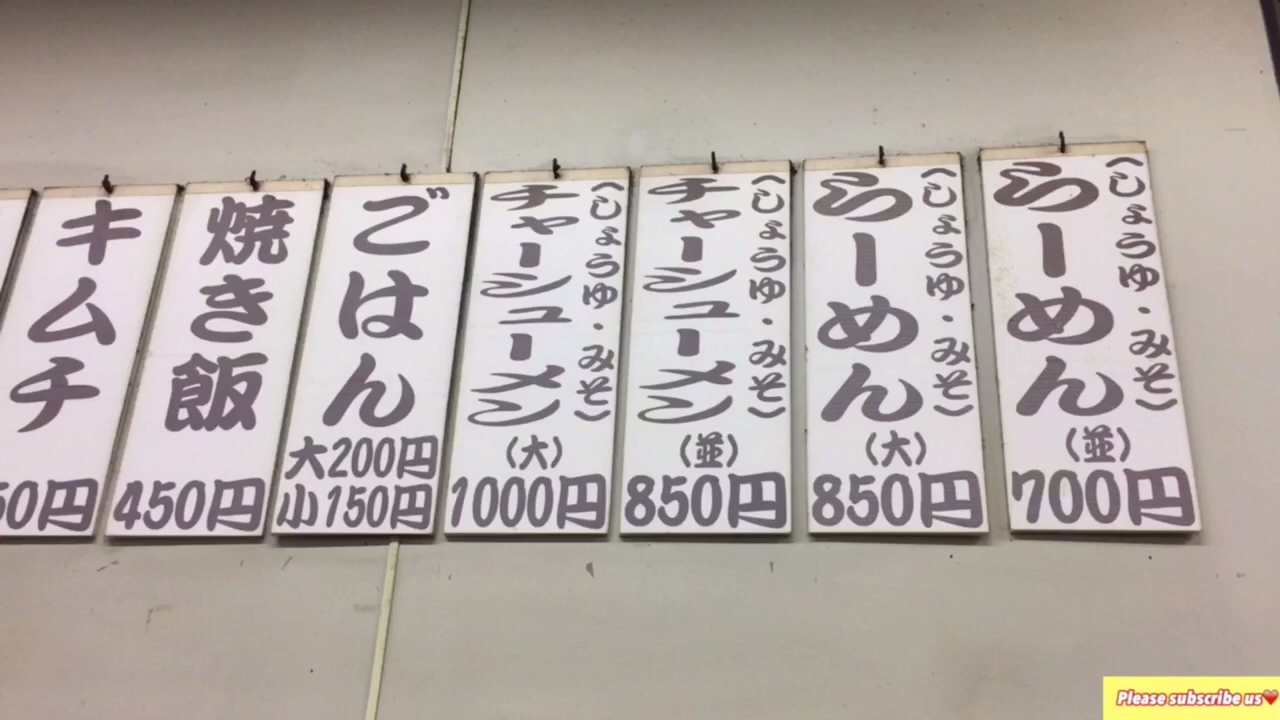 らーめん
(しょうゆ・みそ)
(並)
700円
らーめん
(しょうゆ・みそ)
(大)
850円
チャーシューメン
(しょうゆ・みそ)
(並)
850円
チャーシューメン
(しょうゆ・みそ)
(大)
1000円
ごはん
大200円
小150円
焼き飯
450円
キムチ
50円
Please subscribe us❤